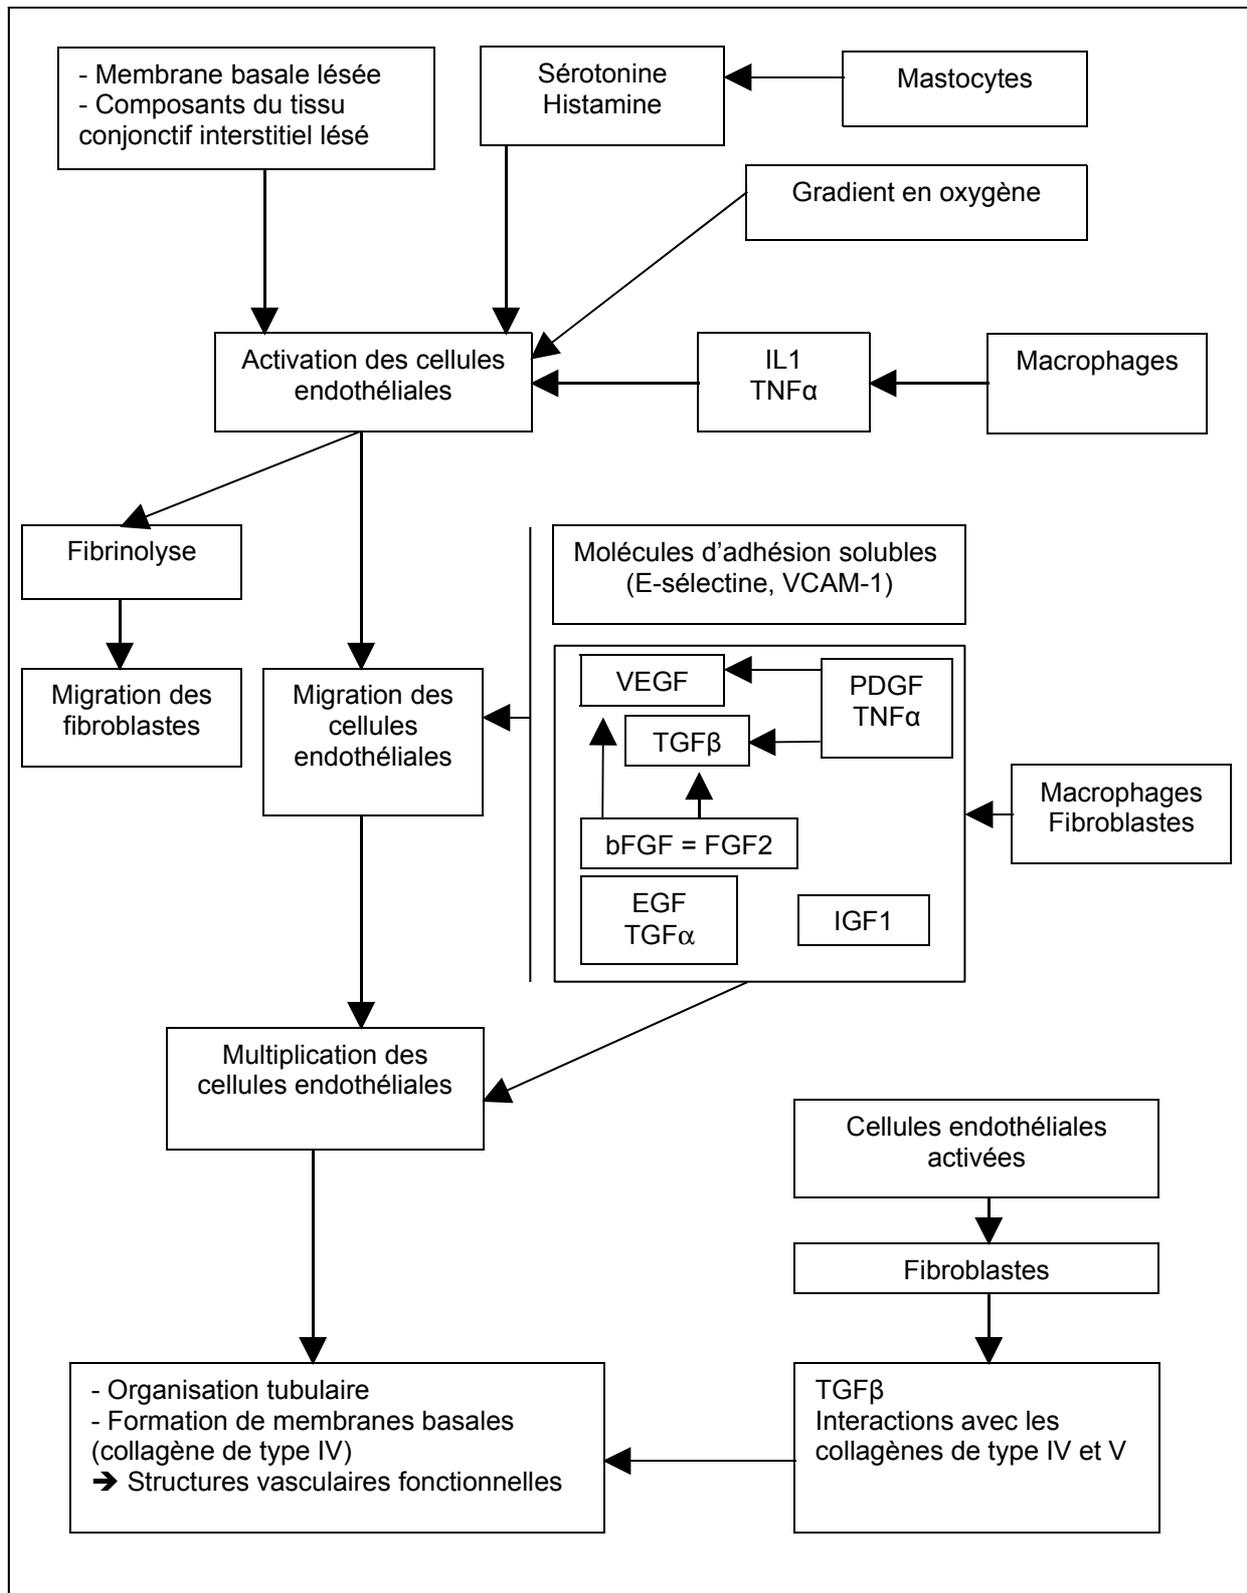 - Membrane basale lésée
- Composants du tissu
conjonctif interstitiel lésé
Sérotonine
Histamine
Mastocytes
Gradient en oxygène
Activation des cellules
endothéliales
IL1
TNFα
Macrophages
Fibrinolyse
Molécules d’adhésion solubles
(E-sélectine, VCAM-1)
Migration des
fibroblastes
Migration des
cellules
endothéliales
VEGF
PDGF
TNFα
TGFβ
Macrophages
Fibroblastes
bFGF = FGF2
EGF
TGFα
IGF1
Multiplication des
cellules endothéliales
Cellules endothéliales
activées
Fibroblastes
- Organisation tubulaire
- Formation de membranes basales
(collagène de type IV)
➔ Structures vasculaires fonctionnelles
TGFβ
Interactions avec les
collagènes de type IV et V